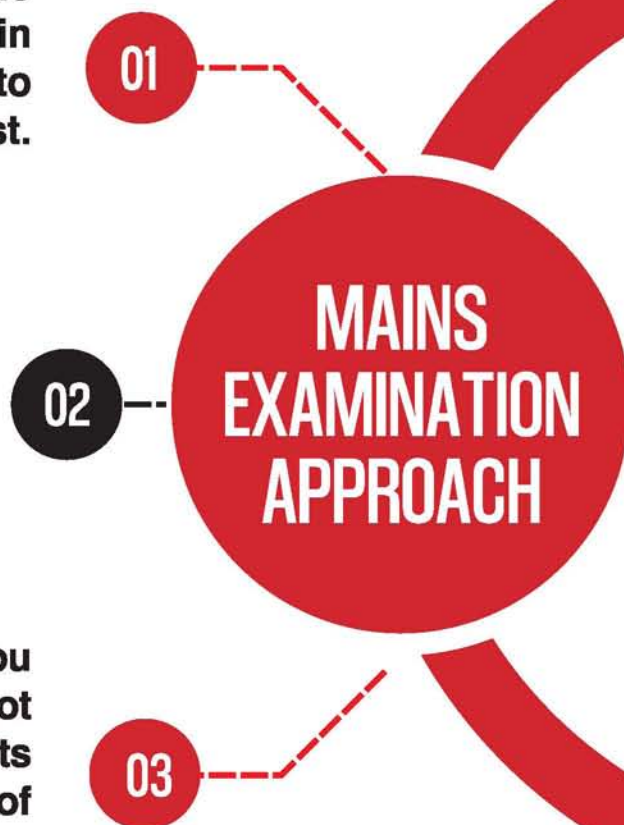 in
to
st.
01
MAINS
EXAMINATION
APPROACH
02
ou
ot
ts
of
03